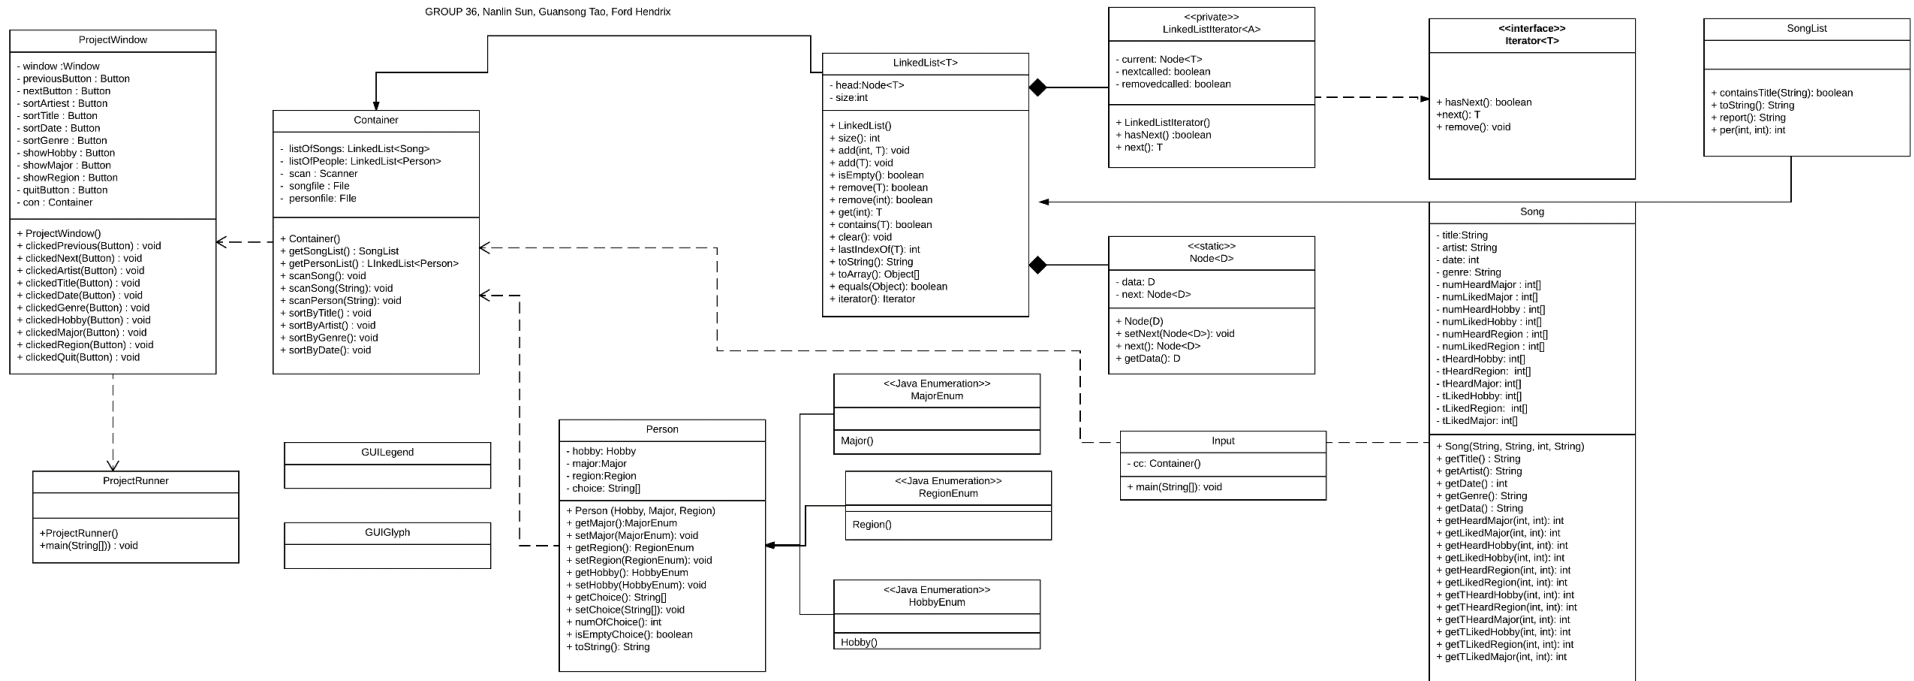 GROUP 36, Nanlin Sun, Guansong Tao, Ford Hendrix
ProjectWindow
- window :Window
- previousButton : Button
- nextButton : Button
- sortArtiest : Button
- sortTitle : Button
- sortDate : Button
- sortGenre : Button
- showHobby : Button
- showMajor : Button
- showRegion : Button
- quitButton : Button
- con : Container
+ ProjectWindow()
+ clickedPrevious(Button) : void
+ clickedNext(Button) : void
+ clickedArtist(Button) : void
+ clickedTitle(Button) : void
+ clickedDate(Button) : void
+ clickedGenre(Button) : void
+ clickedHobby(Button) : void
+ clickedMajor(Button) : void
+ clickedRegion(Button) : void
+ clickedQuit(Button) : void
ProjectRunner
+ProjectRunner()
+main(String[])) : void
Container
- listOfSongs: LinkedList<Song>
- listOfPeople: LinkedList<Person>
- scan : Scanner
- songfile : File
- personfile: FIle
+ Container()
+ getSongList() : SongList
+ getPersonList() : LInkedList<Person>
+ scanSong(): void
+ scanSong(String): void
+ scanPerson(String): void
+ sortByTitle() : void
+ sortByArtist() : void
+ sortByGenre() : void
+ sortByDate(): void
GUILegend
GUIGlyph
Person
- hobby: Hobby
- major:Major
- region:Region
- choice: String[]
+ Person (Hobby, Major, Region)
+ getMajor():MajorEnum
+ setMajor(MajorEnum): void
+ getRegion(): RegionEnum
+ setRegion(RegionEnum): void
+ getHobby(): HobbyEnum
+ setHobby(HobbyEnum): void
+ getChoice(): String[]
+ setChoice(String[]): void
+ numOfChoice(): int
+ isEmptyChoice(): boolean
+ toString(): String
LinkedList<T>
- head:Node<T>
- size:int
+ LinkedList()
+ size(): int
+ add(int, T): void
+ add(T): void
+ isEmpty(): boolean
+ remove(T): boolean
+ remove(int): boolean
+ get(int): T
+ contains(T): boolean
+ clear(): void
+ lastIndexOf(T): int
+ toString(): String
+ toArray(): Object[]
+ equals(Object): boolean
+ iterator(): Iterator
<<Java Enumeration>>
MajorEnum
Major()
<<Java Enumeration>>
RegionEnum
Region()
<<Java Enumeration>>
HobbyEnum
Hobby()
<<private>>
LinkedListIterator<A>
- current: Node<T>
- nextcalled: boolean
- removedcalled: boolean
+ LinkedListIterator()
+ hasNext() :boolean
+ next(): T
<<static>>
Node<D>
- data: D
- next: Node<D>
+ Node(D)
+ setNext(Node<D>): void
+ next(): Node<D>
+ getData(): D
Input
- cc: Container()
+ main(String[]): void
<<interface>>
Iterator<T>
+ hasNext(): boolean
+next(): T
+ remove(): void
SongList
+ containsTitle(String): boolean
+ toString(): String
+ report(): String
+ per(int, int): int
Song
- title:String
- artist: String
- date: int
- genre: String
- numHeardMajor : int[]
- numLikedMajor : int[]
- numHeardHobby : int[]
- numLikedHobby : int[]
- numHeardRegion : int[]
- numLikedRegion : int[]
- tHeardHobby: int[]
- tHeardRegion: int[]
- tHeardMajor: int[]
- tLikedHobby: int[]
- tLikedRegion: int[]
- tLikedMajor: int[]
+ Song(String, String, int, String)
+ getTitle() : String
+ getArtist(): String
+ getDate() : int
+ getGenre(): String
+ getData() : String
+ getHeardMajor(int, int): int
+ getLikedMajor(int, int): int
+ getHeardHobby(int, int): int
+ getLikedHobby(int, int): int
+ getHeardRegion(int, int): int
+ getLikedRegion(int, int): int
+ getTHeardHobby(int, int): int
+ getTHeardRegion(int, int): int
+ getTHeardMajor(int, int): int
+ getTLikedHobby(int, int): int
+ getTLikedRegion(int, int): int
+ getTLikedMajor(int, int): int